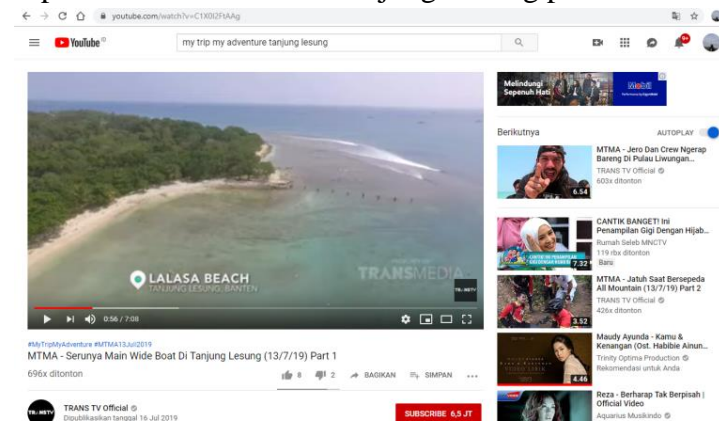 youtube.com/watch?v=C1X0I2FtAAg
YouTube ID
my trip my adventure tanjung lesung
9+
LALASA BEACH
TANJUNG LESUNG, BANTEN
TRANSMEDIA
TRANSTV
0:56 / 7:08
#MyTripMyAdventure #MTMA13Jul2019
MTMA - Serunya Main Wide Boat Di Tanjung Lesung (13/7/19) Part 1
696x ditonton
8
2
BAGIKAN
SIMPAN
TRANS TV Official
Dipublikasikan tanggal 16 Jul 2019
SUBSCRIBE 6,5 JT
Melindungi
Sepenuh Hati
Mobil
Berikutnya
AUTOPLAY
MTMA - Jero Dan Crew Ngerap
Bareng Di Pulau Liwungan...
TRANS TV Official
603x ditonton
6.54
CANTIK BANGET! Ini
Penampilan Gigi Dengan Hijab...
Rumah Seleb MNCTV
119 rbx ditonton
Baru
7.32
MTMA - Jatuh Saat Bersepeda
All Mountain (13/7/19) Part 2
TRANS TV Official
426x ditonton
3.52
Maudy Ayunda - Kamu &
Kenangan (Ost. Habibie Ainun...
Trinity Optima Production
Rekomendasi untuk Anda
4.46
Reza - Berharap Tak Berpisah |
Official Video
Aquarius Musikindo